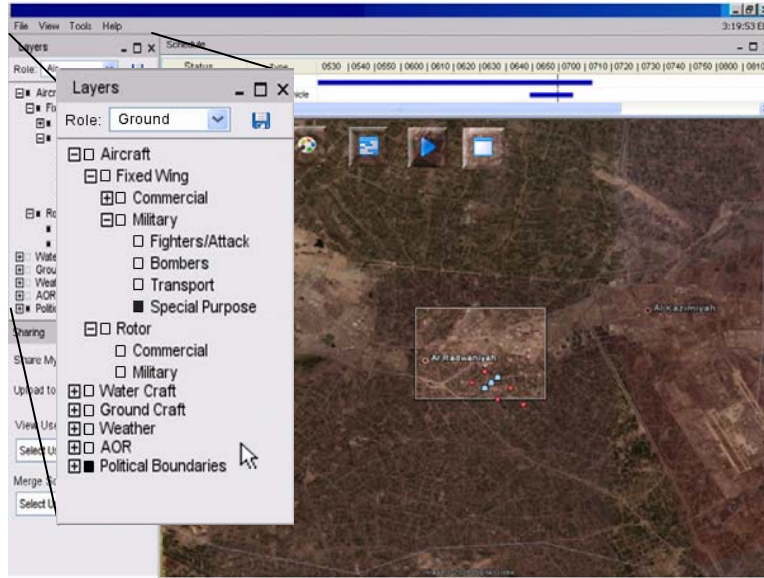 File View Tools Help
3:19:53
Layers
Schedule
Role:
Status Type 0530 |0540 |0550 | 0600 | 0610 | 0620 | 0630 | 0640 | 0650 | 0700 | 0710 | 0720 | 0730 | 0740 | 0750 | 0800 | 0810
Layers
Role: Ground
Aircraft
Fixed Wing
Commercial
Military
Fighters/Attack
Bombers
Transport
Special Purpose
Rotor
Commercial
Military
Water Craft
Ground Craft
Weather
AOR
Political Boundaries
Sharing
Share My
Upload to
View Use
Select Us
Merge Sc
Select U
Al Kazimiyah
Ar Radwaniyah